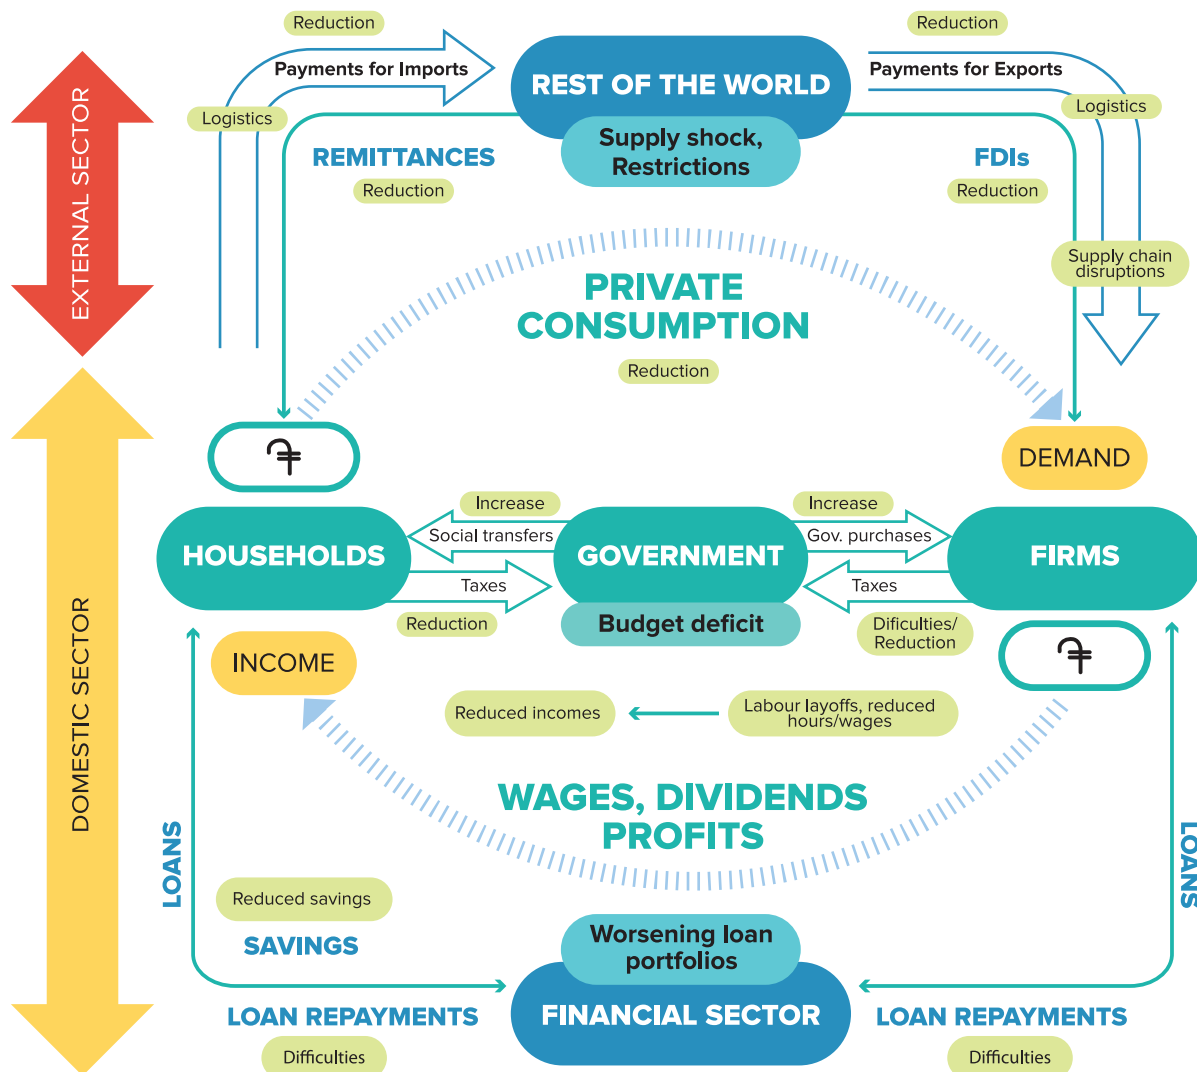 Reduction
Reduction
Payments for Imports
REST OF THE WORLD
Payments for Exports
Logistics
Logistics
Supply shock,
Restrictions
REMITTANCES
Reduction
FDIs
Reduction
EXTERNAL SECTOR
Supply chain
disruptions
PRIVATE
CONSUMPTION
Reduction
DEMAND
Increase
Increase
Social transfers
Gov. purchases
HOUSEHOLDS
GOVERNMENT
FIRMS
Taxes
Taxes
Reduction
Budget deficit
Dificulties/
Reduction
INCOME
DOMESTIC SECTOR
Reduced incomes
Labour layoffs, reduced
hours/wages
WAGES, DIVIDENDS
PROFITS
LOANS
LOANS
Reduced savings
SAVINGS
Worsening loan
portfolios
LOAN REPAYMENTS
FINANCIAL SECTOR
LOAN REPAYMENTS
Difficulties
Difficulties